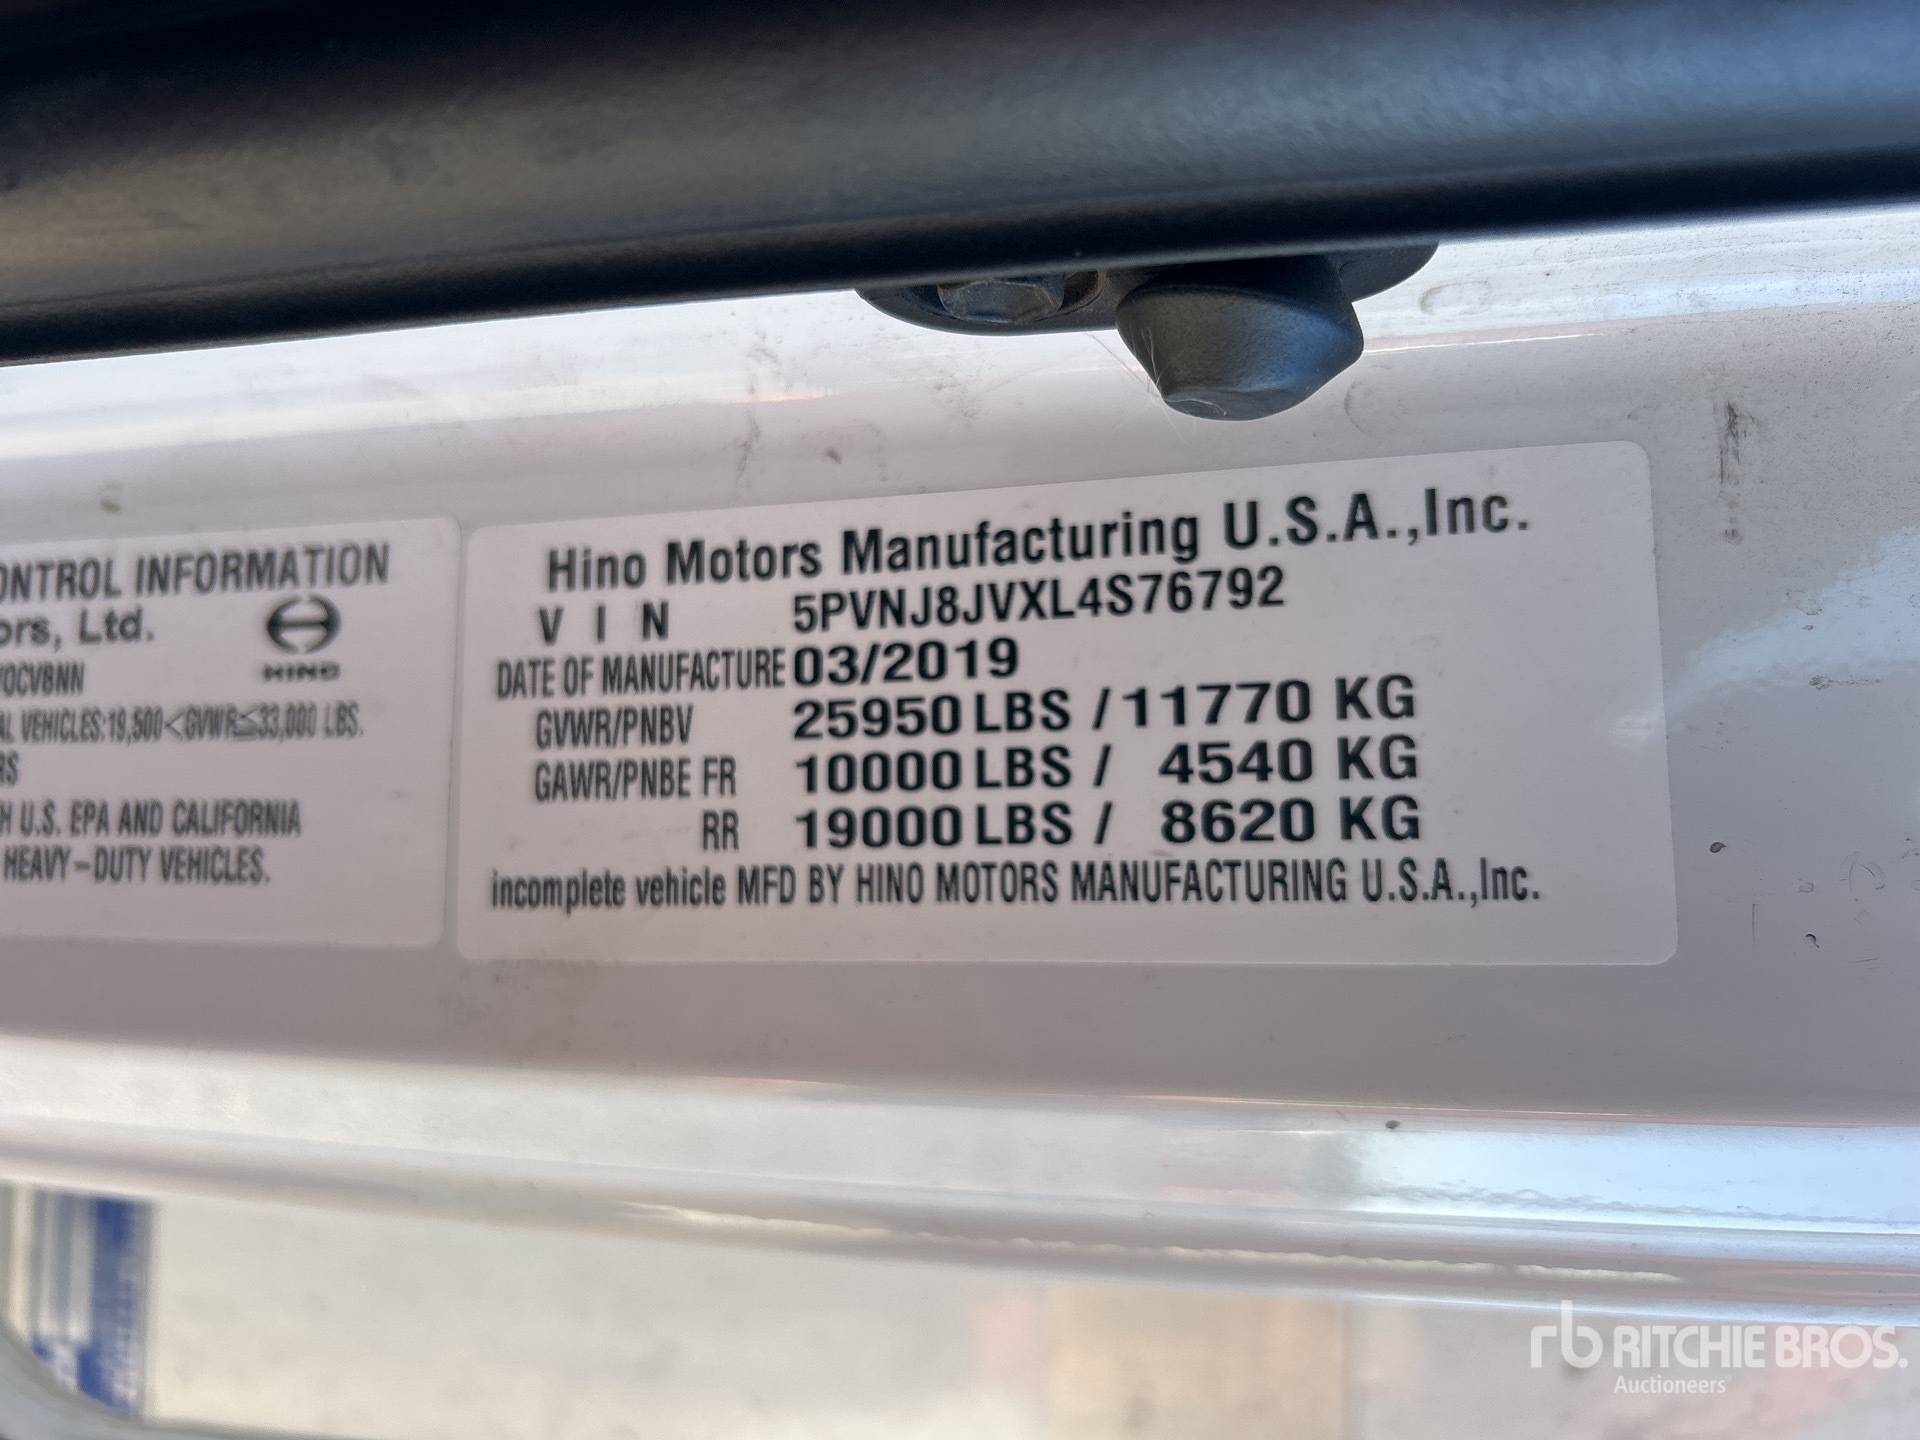 ONTROL INFORMATION
ors, Ltd.
HINO
YOCVBNN
AL VEHICLES:19,500<GVWR≦33,000 LBS.
RS
H U.S. EPA AND CALIFORNIA
HEAVY-DUTY VEHICLES.
Hino Motors Manufacturing U.S.A.,Inc.
VIN 5PVNJ8JVXL4S76792
DATE OF MANUFACTURE 03/2019
GVWR/PNBV 25950 LBS / 11770 KG
GAWR/PNBE FR 10000 LBS / 4540 KG
RR 19000 LBS / 8620 KG
incomplete vehicle MFD BY HINO MOTORS MANUFACTURING U.S.A.,Inc.
rb RITCHIE BROS.
Auctioneers